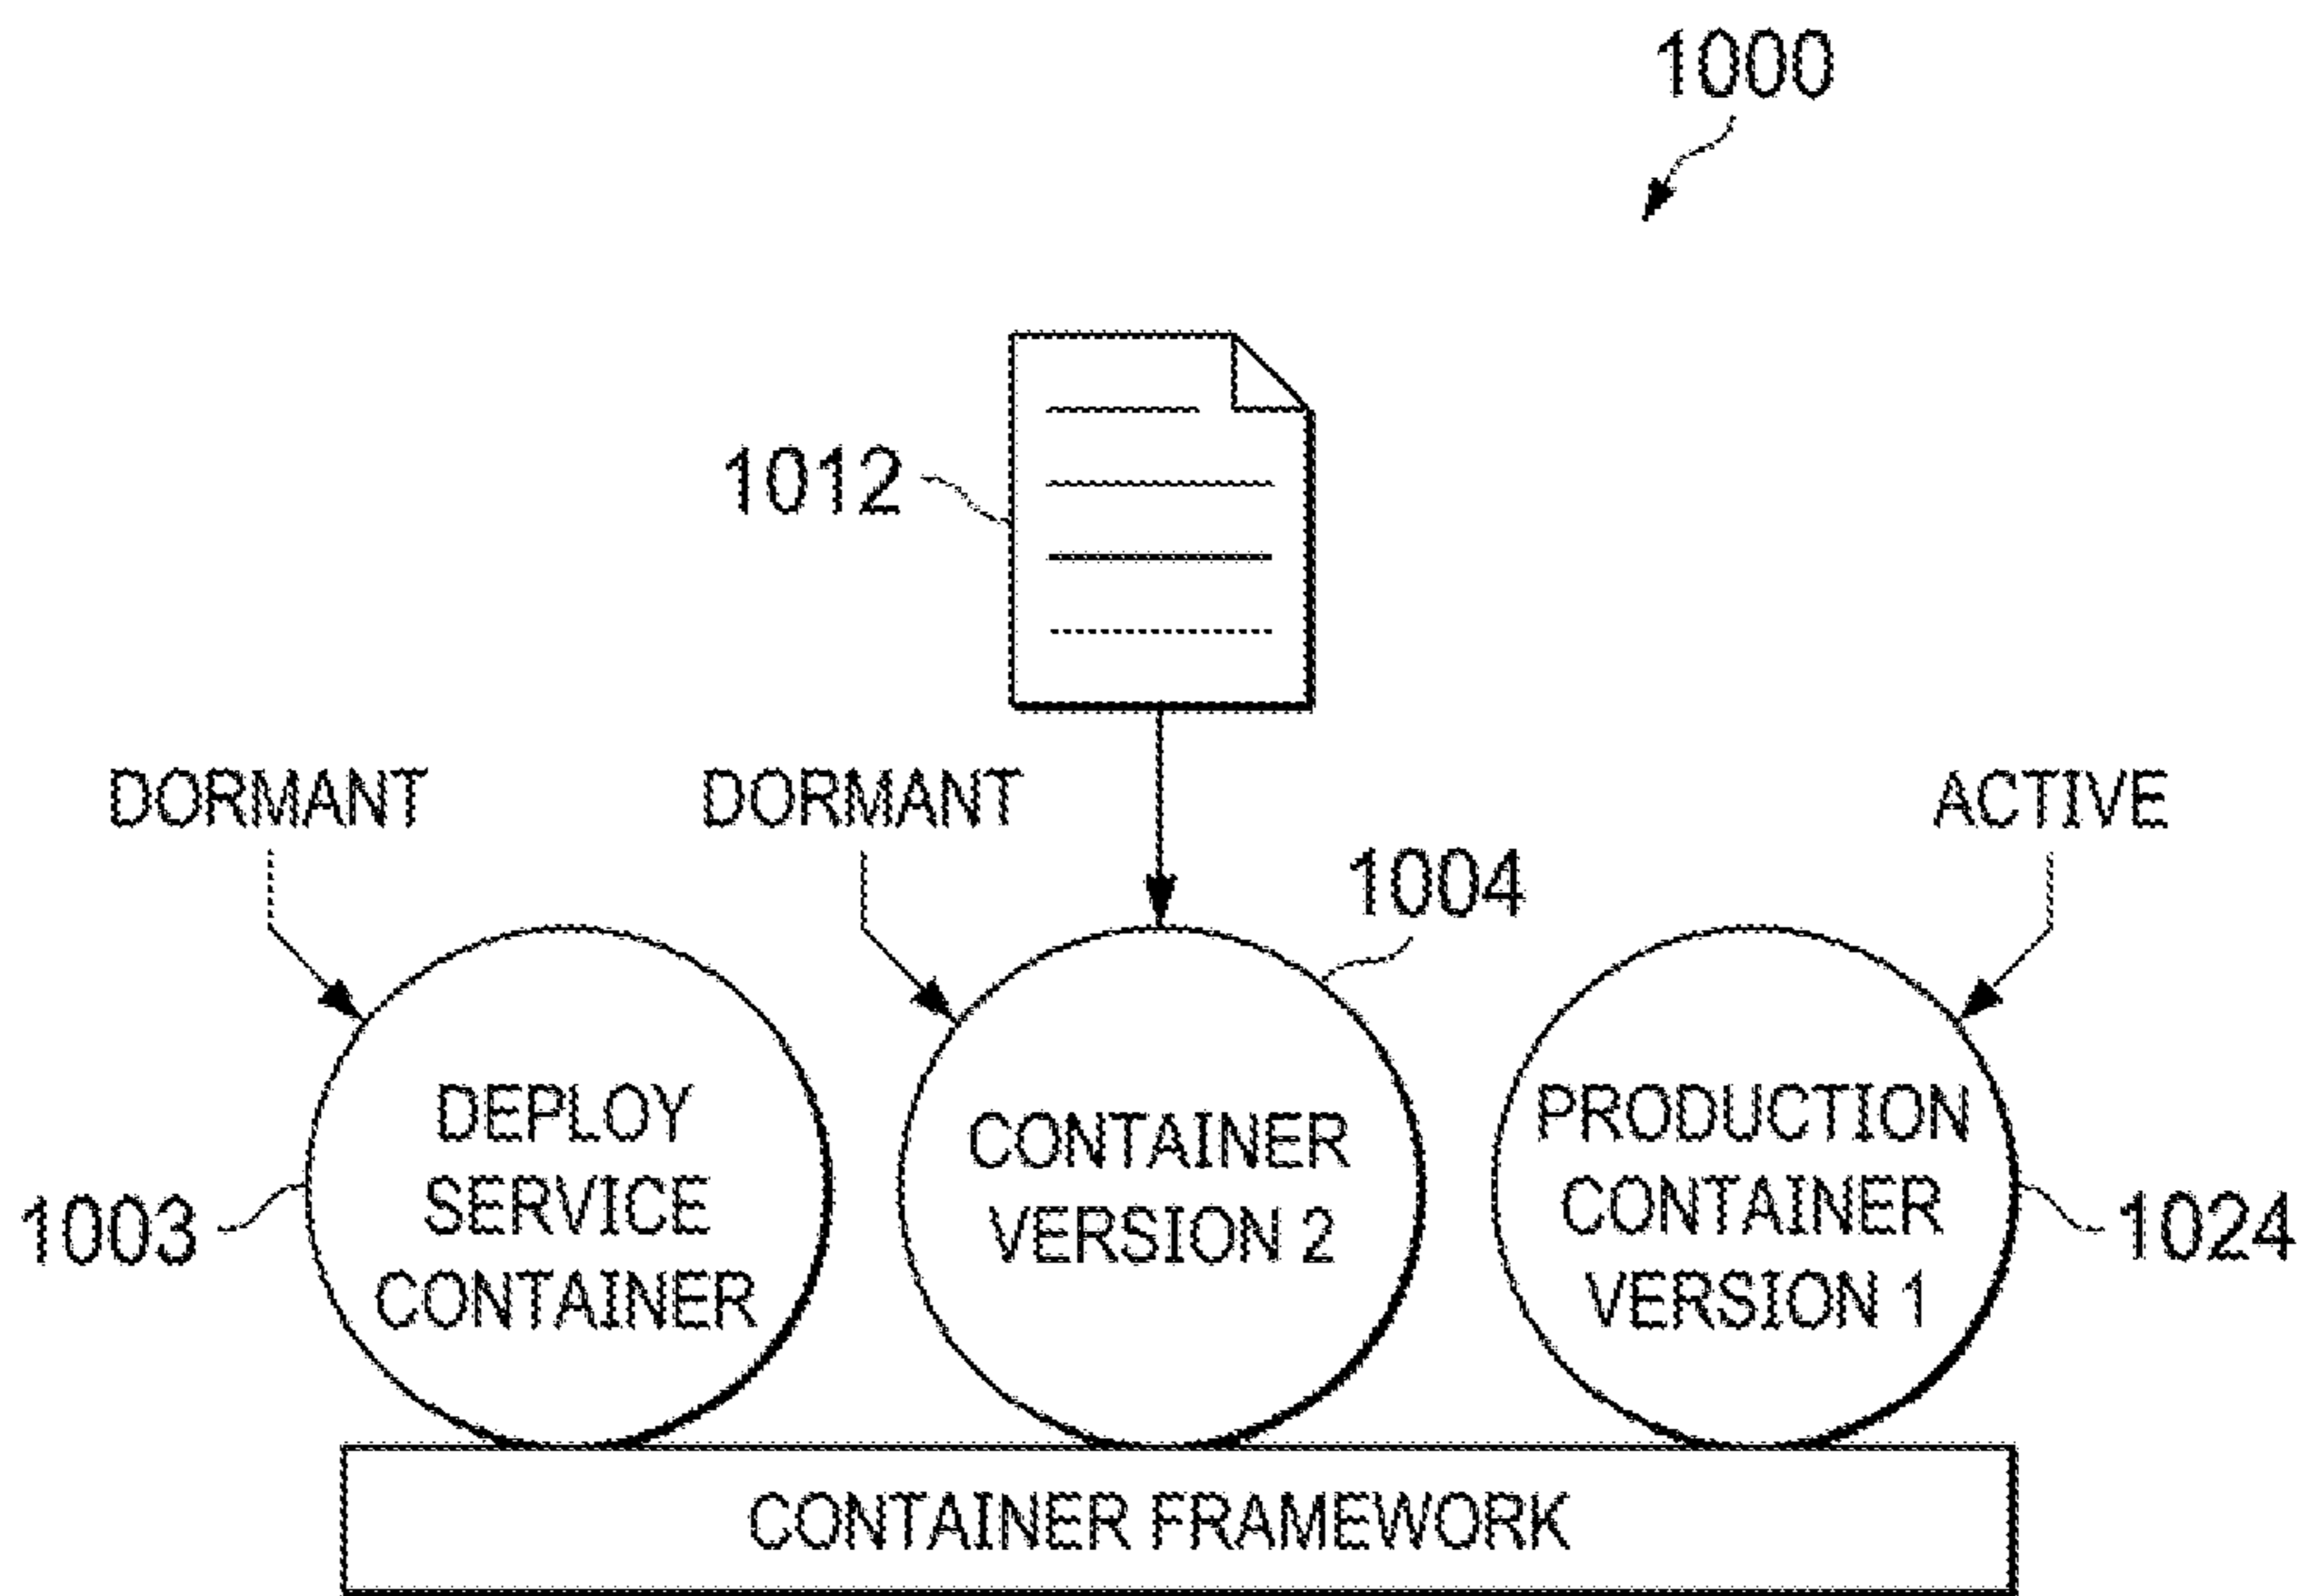 1000
1012
DORMANT
DORMANT
ACTIVE
1004
DEPLOY
SERVICE
CONTAINER
1003
CONTAINER
VERSION 2
PRODUCTION
CONTAINER
VERSION 1
1024
CONTAINER FRAMEWORK